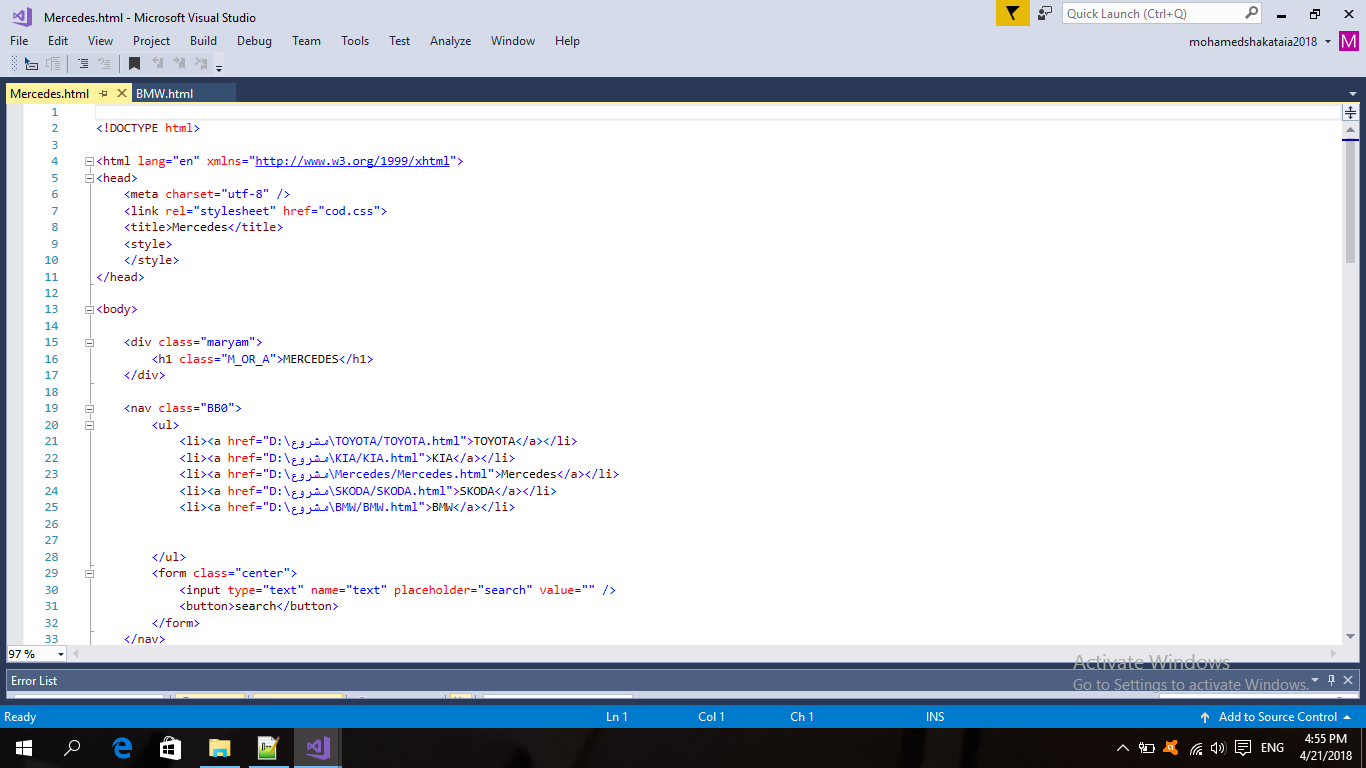 Mercedes.html - Microsoft Visual Studio
Quick Launch (Ctrl+Q)
File Edit View Project Build Debug Team Tools Test Analyze Window Help
mohamedshakataia2018 M
Mercedes.html BMW.html
1
2 <!DOCTYPE html>
3
4 <html lang="en" xmlns="http://www.w3.org/1999/xhtml">
5 <head>
6 <meta charset="utf-8" />
7 <link rel="stylesheet" href="cod.css">
8 <title>Mercedes</title>
9 <style>
10 </style>
11 </head>
12
13 <body>
14
15 <div class="maryam">
16 <h1 class="M_OR_A">MERCEDES</h1>
17 </div>
18
19 <nav class="BB0">
20 <ul>
21 <li><a href="D:\مشروع\TOYOTA/TOYOTA.html">TOYOTA</a></li>
22 <li><a href="D:\مشروع\KIA/KIA.html">KIA</a></li>
23 <li><a href="D:\مشروع\Mercedes/Mercedes.html">Mercedes</a></li>
24 <li><a href="D:\مشروع\SKODA/SKODA.html">SKODA</a></li>
25 <li><a href="D:\مشروع\BMW/BMW.html">BMW</a></li>
26
27
28 </ul>
29 <form class="center">
30 <input type="text" name="text" placeholder="search" value="" />
31 <button>search</button>
32 </form>
33 </nav>
97 %
Activate Windows
Go to Settings to activate Windows.
Error List
Ready Ln 1 Col 1 Ch 1 INS Add to Source Control
ENG
4:55 PM
4/21/2018